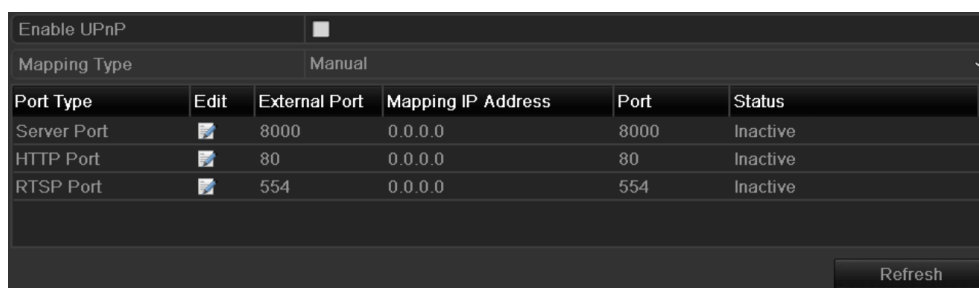 Enable UPnP
Mapping Type Manual
Port Type Edit External Port Mapping IP Address Port Status
Server Port 8000 0.0.0.0 8000 Inactive
HTTP Port 80 0.0.0.0 80 Inactive
RTSP Port 554 0.0.0.0 554 Inactive
Refresh